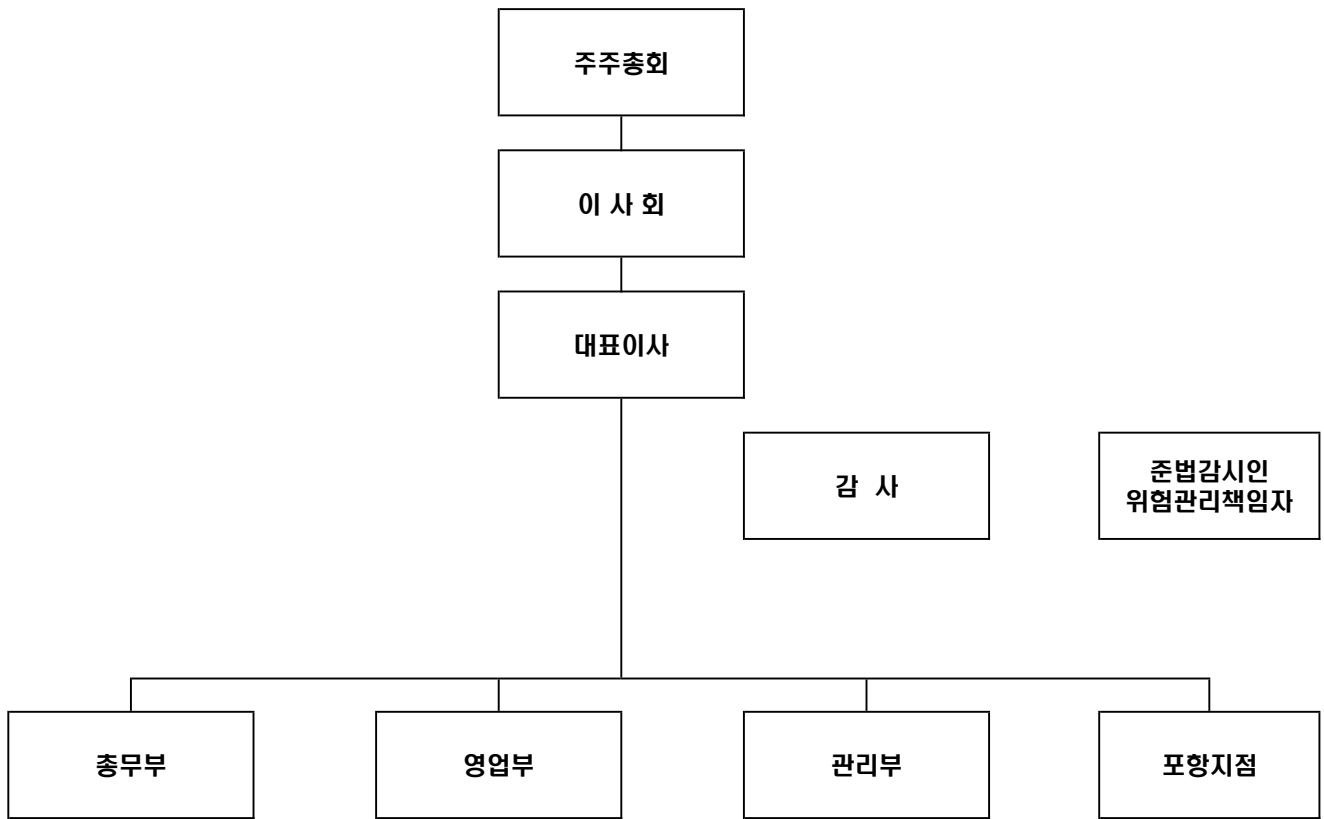 주주총회
이 사 회
대표이사
감 사
준법감시인
위험관리책임자
총무부
영업부
관리부
포항지점